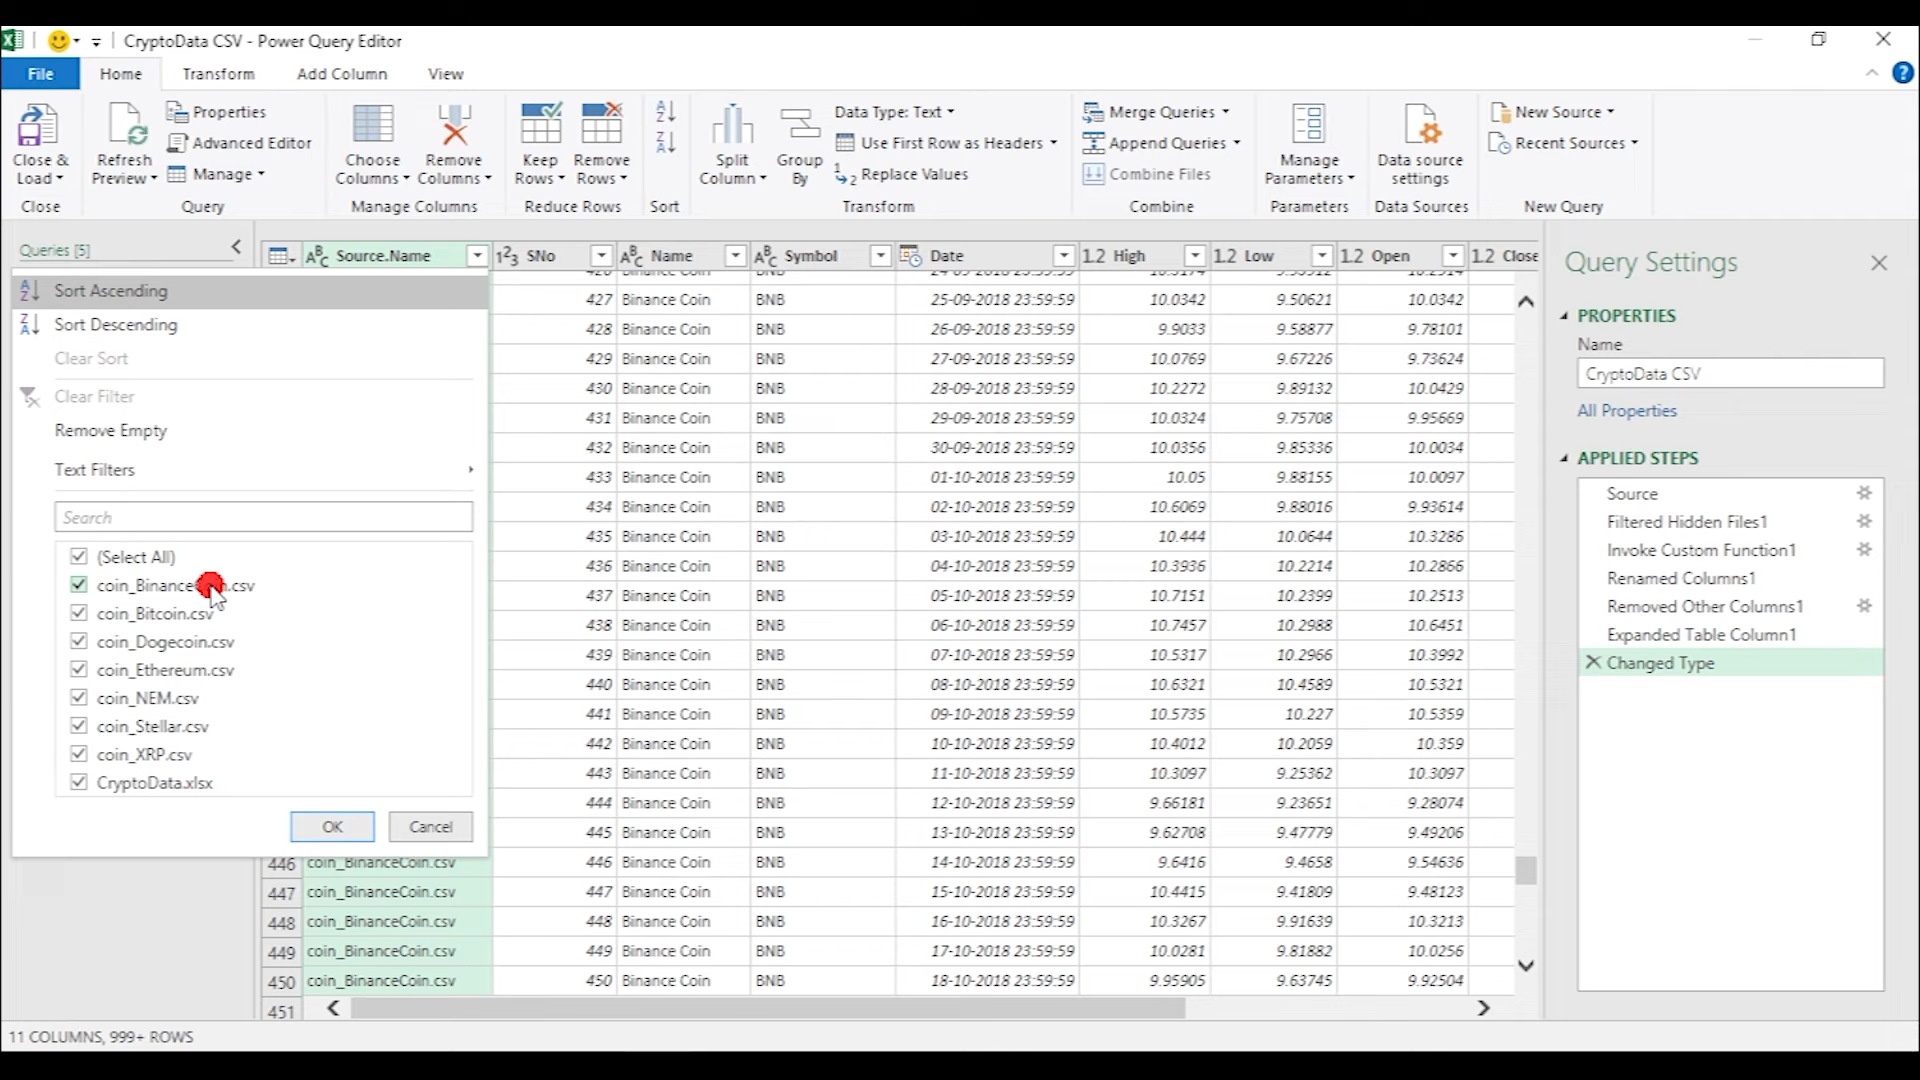 CryptoData CSV - Power Query Editor
File Home Transform Add Column View
Close & Load
Close
Refresh Preview
Properties
Advanced Editor
Manage
Query
Choose Columns
Remove Columns
Manage Columns
Keep Rows
Remove Rows
Reduce Rows
Sort
Split Column
Group By
Data Type: Text
Use First Row as Headers
Replace Values
Transform
Merge Queries
Append Queries
Combine Files
Combine
Manage Parameters
Parameters
Data source settings
Data Sources
New Source
Recent Sources
New Query
Queries [5]
Source.Name SNo Name Symbol Date High Low Open Close
Sort Ascending
Sort Descending
Clear Sort
Clear Filter
Remove Empty
Text Filters
Search
(Select All)
coin_Bitcoin.csv
coin_Dogecoin.csv
coin_Ethereum.csv
coin_NEM.csv
coin_Stellar.csv
coin_XRP.csv
CryptoData.xlsx
OK Cancel
427 Binance Coin BNB 25-09-2018 23:59:59 10.0342 9.50621 10.0342
428 Binance Coin BNB 26-09-2018 23:59:59 9.9033 9.58877 9.78101
429 Binance Coin BNB 27-09-2018 23:59:59 10.0769 9.67226 9.73624
430 Binance Coin BNB 28-09-2018 23:59:59 10.2272 9.89132 10.0429
431 Binance Coin BNB 29-09-2018 23:59:59 10.0324 9.75708 9.95669
432 Binance Coin BNB 30-09-2018 23:59:59 10.0356 9.85336 10.0034
433 Binance Coin BNB 01-10-2018 23:59:59 10.05 9.88155 10.0097
434 Binance Coin BNB 02-10-2018 23:59:59 10.6069 9.88016 9.93614
435 Binance Coin BNB 03-10-2018 23:59:59 10.444 10.0644 10.3286
436 Binance Coin BNB 04-10-2018 23:59:59 10.3936 10.2214 10.2866
437 Binance Coin BNB 05-10-2018 23:59:59 10.7151 10.2399 10.2513
438 Binance Coin BNB 06-10-2018 23:59:59 10.7457 10.2988 10.6451
439 Binance Coin BNB 07-10-2018 23:59:59 10.5317 10.2966 10.3992
440 Binance Coin BNB 08-10-2018 23:59:59 10.6321 10.4589 10.5321
441 Binance Coin BNB 09-10-2018 23:59:59 10.5735 10.227 10.5359
442 Binance Coin BNB 10-10-2018 23:59:59 10.4012 10.2059 10.359
443 Binance Coin BNB 11-10-2018 23:59:59 10.3097 9.25362 10.3097
444 Binance Coin BNB 12-10-2018 23:59:59 9.66181 9.23651 9.28074
445 Binance Coin BNB 13-10-2018 23:59:59 9.62708 9.47779 9.49206
446 coin_BinanceCoin.csv 446 Binance Coin BNB 14-10-2018 23:59:59 9.6416 9.4658 9.54636
447 coin_BinanceCoin.csv 447 Binance Coin BNB 15-10-2018 23:59:59 10.4415 9.41809 9.48123
448 coin_BinanceCoin.csv 448 Binance Coin BNB 16-10-2018 23:59:59 10.3267 9.91639 10.3213
449 coin_BinanceCoin.csv 449 Binance Coin BNB 17-10-2018 23:59:59 10.0281 9.81882 10.0256
450 coin_BinanceCoin.csv 450 Binance Coin BNB 18-10-2018 23:59:59 9.95905 9.63745 9.92504
451
Query Settings
PROPERTIES
Name
CryptoData CSV
All Properties
APPLIED STEPS
Source
Filtered Hidden Files1
Invoke Custom Function1
Renamed Columns1
Removed Other Columns1
Expanded Table Column1
Changed Type
11 COLUMNS, 999+ ROWS